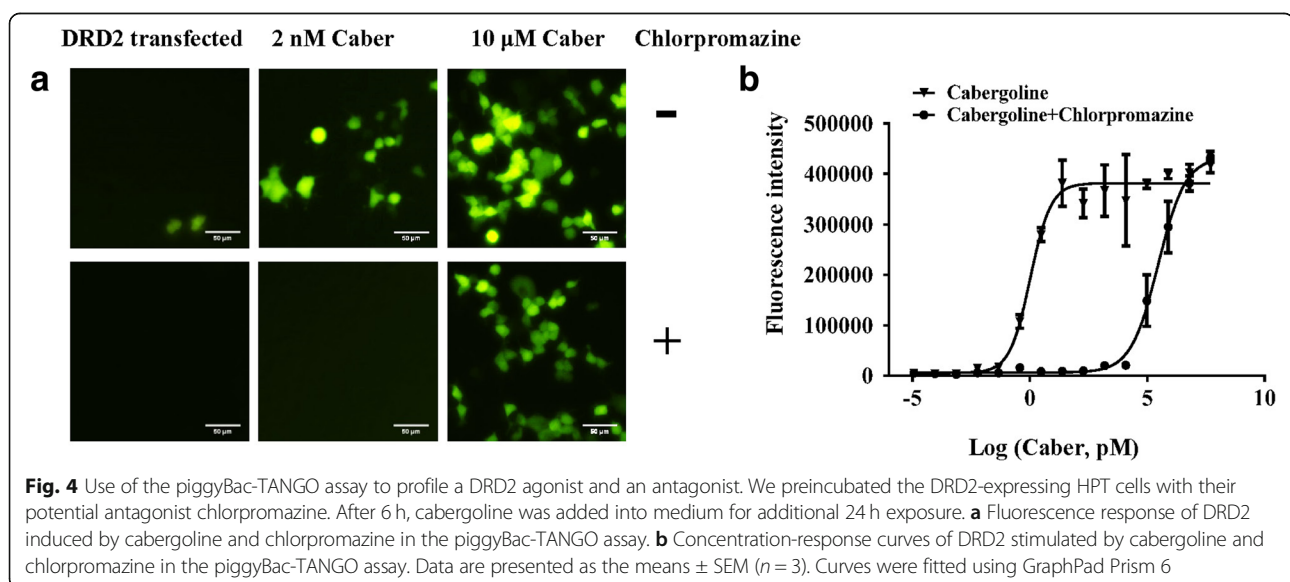 DRD2 transfected 2 nM Caber 10 μM Caber Chlorpromazine
a
-
+
50 μm
50 μm
50 μm
50 μm
50 μm
50 μm
b
Cabergoline
Cabergoline+Chlorpromazine
Fluorescence intensity
500000
400000
300000
200000
100000
0
-5 0 5 10
Log (Caber, pM)
Fig. 4 Use of the piggyBac-TANGO assay to profile a DRD2 agonist and an antagonist. We preincubated the DRD2-expressing HPT cells with their
potential antagonist chlorpromazine. After 6 h, cabergoline was added into medium for additional 24 h exposure. a Fluorescence response of DRD2
induced by cabergoline and chlorpromazine in the piggyBac-TANGO assay. b Concentration-response curves of DRD2 stimulated by cabergoline and
chlorpromazine in the piggyBac-TANGO assay. Data are presented as the means ± SEM (n = 3). Curves were fitted using GraphPad Prism 6